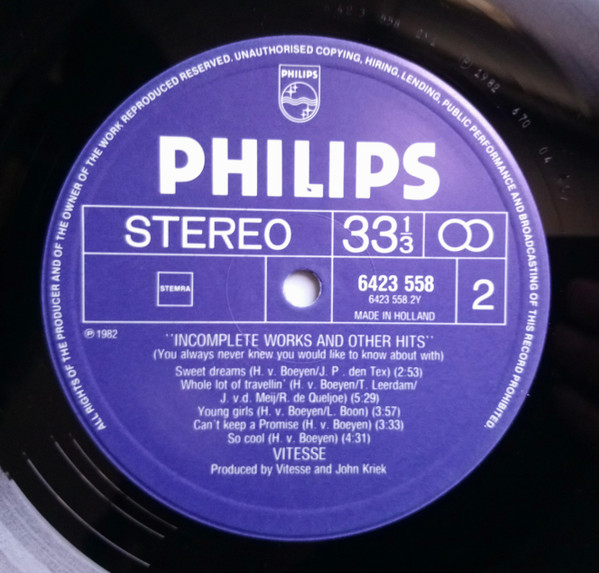 ALL RIGHTS OF THE PRODUCER AND OF THE OWNER OF THE WORK REPRODUCED RESERVED. UNAUTHORISED COPYING, HIRING, LENDING, PUBLIC PERFORMANCE AND BROADCASTING OF THIS RECORD PROHIBITED.
PHILIPS
PHILIPS
STEREO
33 1/3
STEMRA
6423 558
6423 558.2Y
MADE IN HOLLAND
2
℗ 1982
"INCOMPLETE WORKS AND OTHER HITS"
(You always never knew you would like to know about with)
Sweet dreams (H. v. Boeyen/J. P. den Tex) (2:53)
Whole lot of travellin' (H. v. Boeyen/T. Leerdam/
J. v.d. Meij/R. de Queljoe) (5:29)
Young girls (H. v. Boeyen/L. Boon) (3:57)
Can't keep a Promise (H. v. Boeyen) (3:33)
So cool (H. v. Boeyen) (4:31)
VITESSE
Produced by Vitesse and John Kriek
1982 670 04